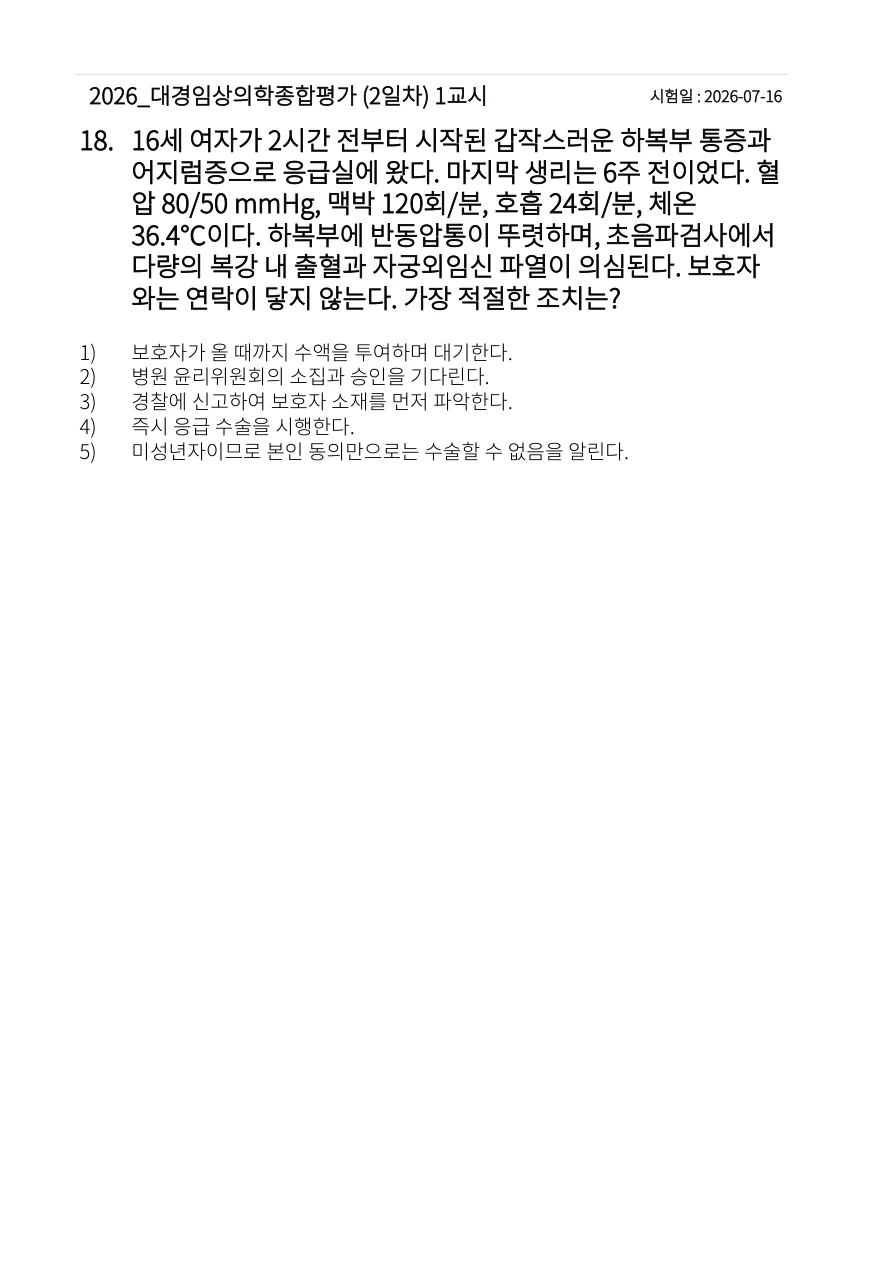 2026_대경임상의학종합평가 (2일차) 1교시
시험일 : 2026-07-16
18. 16세 여자가 2시간 전부터 시작된 갑작스러운 하복부 통증과
어지럼증으로 응급실에 왔다. 마지막 생리는 6주 전이었다. 혈
압 80/50 mmHg, 맥박 120회/분, 호흡 24회/분, 체온
36.4℃이다. 하복부에 반동압통이 뚜렷하며, 초음파검사에서
다량의 복강 내 출혈과 자궁외임신 파열이 의심된다. 보호자
와는 연락이 닿지 않는다. 가장 적절한 조치는?
1) 보호자가 올 때까지 수액을 투여하며 대기한다.
2) 병원 윤리위원회의 소집과 승인을 기다린다.
3) 경찰에 신고하여 보호자 소재를 먼저 파악한다.
4) 즉시 응급 수술을 시행한다.
5) 미성년자이므로 본인 동의만으로는 수술할 수 없음을 알린다.